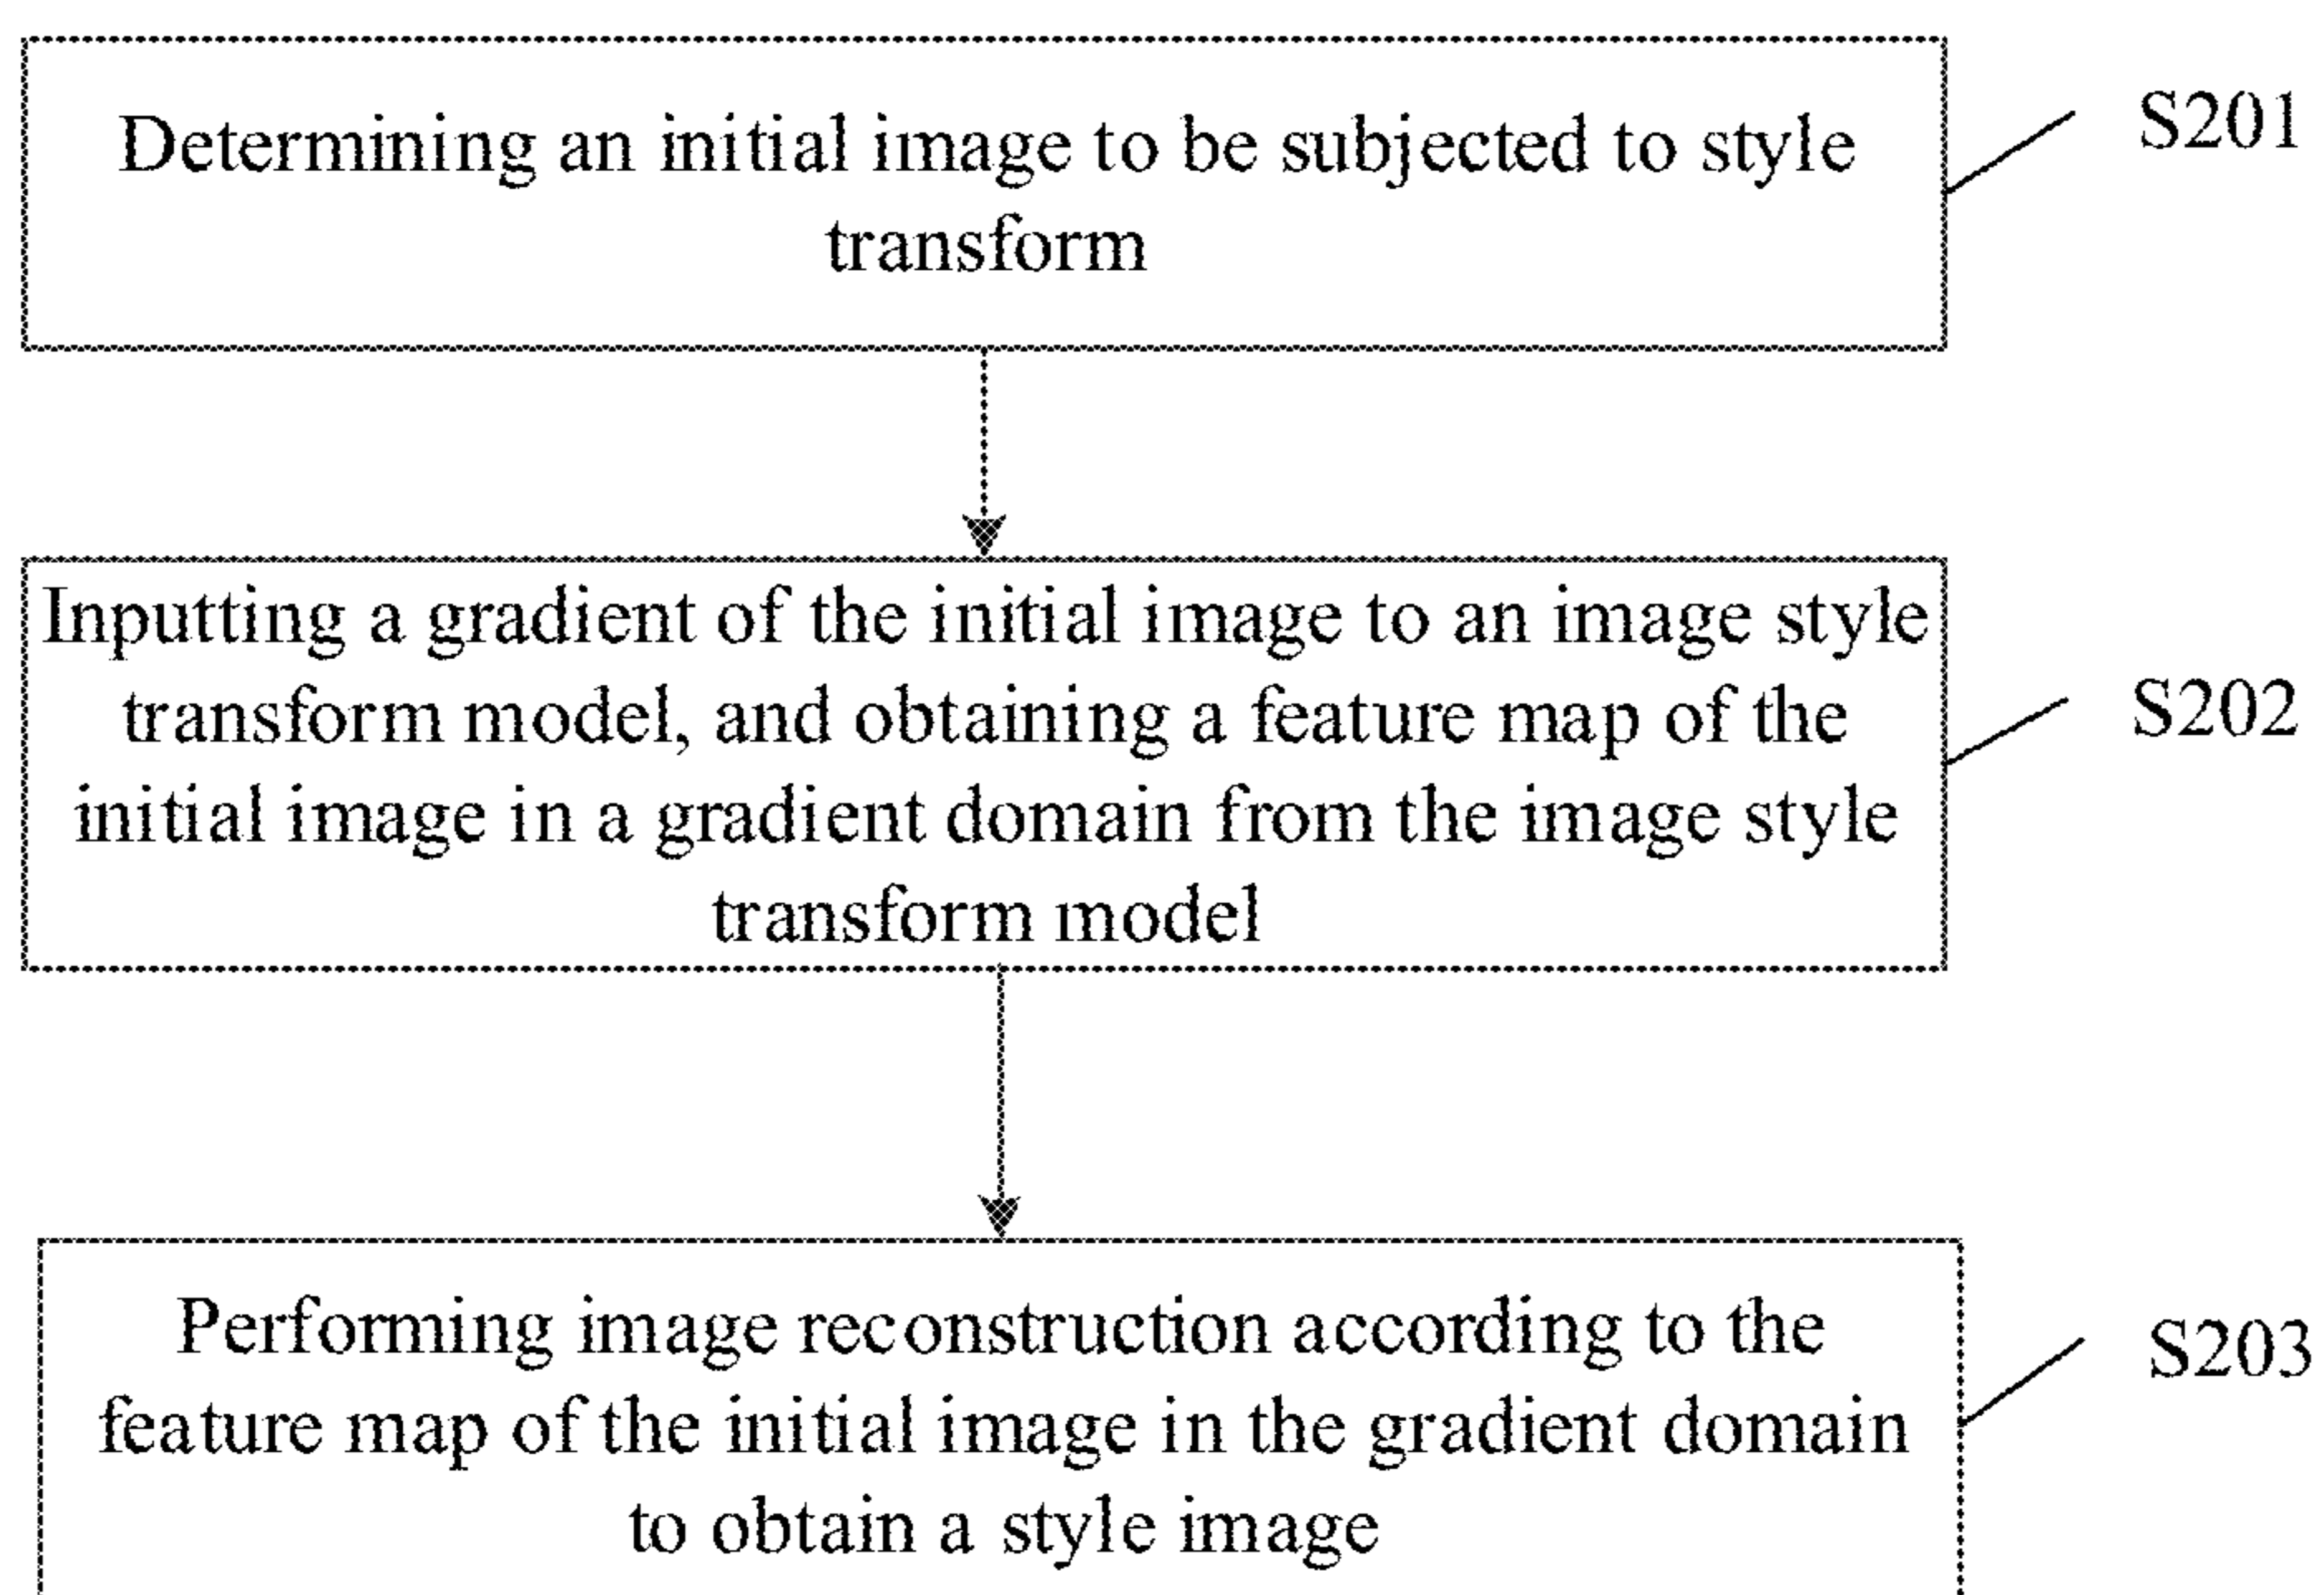 Determining an initial image to be subjected to style
transform
S201
Inputting a gradient of the initial image to an image style
transform model, and obtaining a feature map of the
initial image in a gradient domain from the image style
transform model
S202
Performing image reconstruction according to the
feature map of the initial image in the gradient domain
to obtain a style image
S203